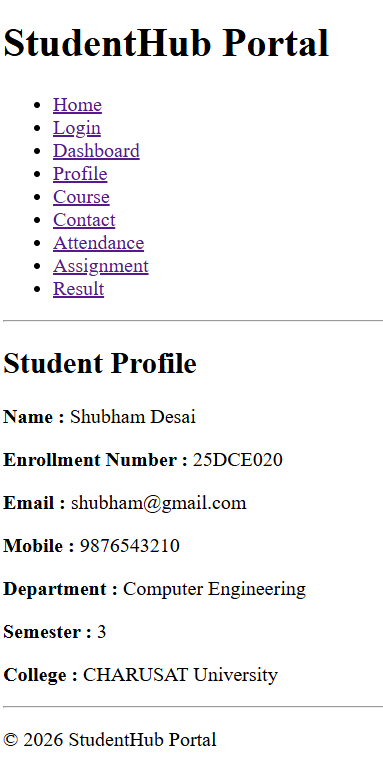 StudentHub Portal
Home
Login
Dashboard
Profile
Course
Contact
Attendance
Assignment
Result
Student Profile
Name : Shubham Desai
Enrollment Number : 25DCE020
Email : shubham@gmail.com
Mobile : 9876543210
Department : Computer Engineering
Semester : 3
College : CHARUSAT University
© 2026 StudentHub Portal